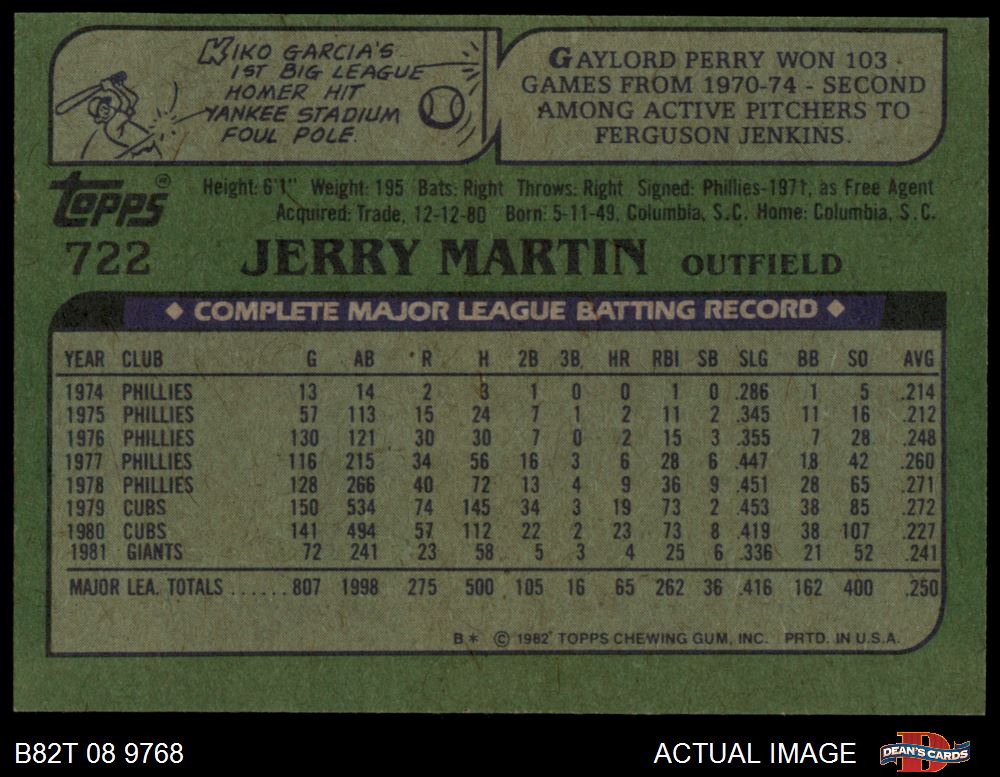 KIKO GARCIA'S
1ST BIG LEAGUE
HOMER HIT
YANKEE STADIUM
FOUL POLE.
GAYLORD PERRY WON 103
GAMES FROM 1970-74 - SECOND
AMONG ACTIVE PITCHERS TO
FERGUSON JENKINS.
TOPPS®
Height: 6'1" Weight: 195 Bats: Right Throws: Right Signed: Phillies-1971, as Free Agent
Acquired: Trade, 12-12-80 Born: 5-11-49, Columbia, S.C. Home: Columbia, S.C.
722 JERRY MARTIN OUTFIELD
◆ COMPLETE MAJOR LEAGUE BATTING RECORD ◆
YEAR CLUB G AB R H 2B 3B HR RBI SB SLG BB SO AVG
1974 PHILLIES 13 14 2 3 1 0 0 1 0 .286 1 5 .214
1975 PHILLIES 57 113 15 24 7 1 2 11 2 .345 11 16 .212
1976 PHILLIES 130 121 30 30 7 0 2 15 3 .355 7 28 .248
1977 PHILLIES 116 215 34 56 16 3 6 28 6 .447 18 42 .260
1978 PHILLIES 128 266 40 72 13 4 9 36 9 .451 28 65 .271
1979 CUBS 150 534 74 145 34 3 19 73 2 .453 38 85 .272
1980 CUBS 141 494 57 112 22 2 23 73 8 .419 38 107 .227
1981 GIANTS 72 241 23 58 5 3 4 25 6 .336 21 52 .241
MAJOR LEA. TOTALS ...... 807 1998 275 500 105 16 65 262 36 .416 162 400 .250
B* © 1982 TOPPS CHEWING GUM, INC. PRTD. IN U.S.A.
B82T 08 9768 ACTUAL IMAGE D DEAN'S CARDS